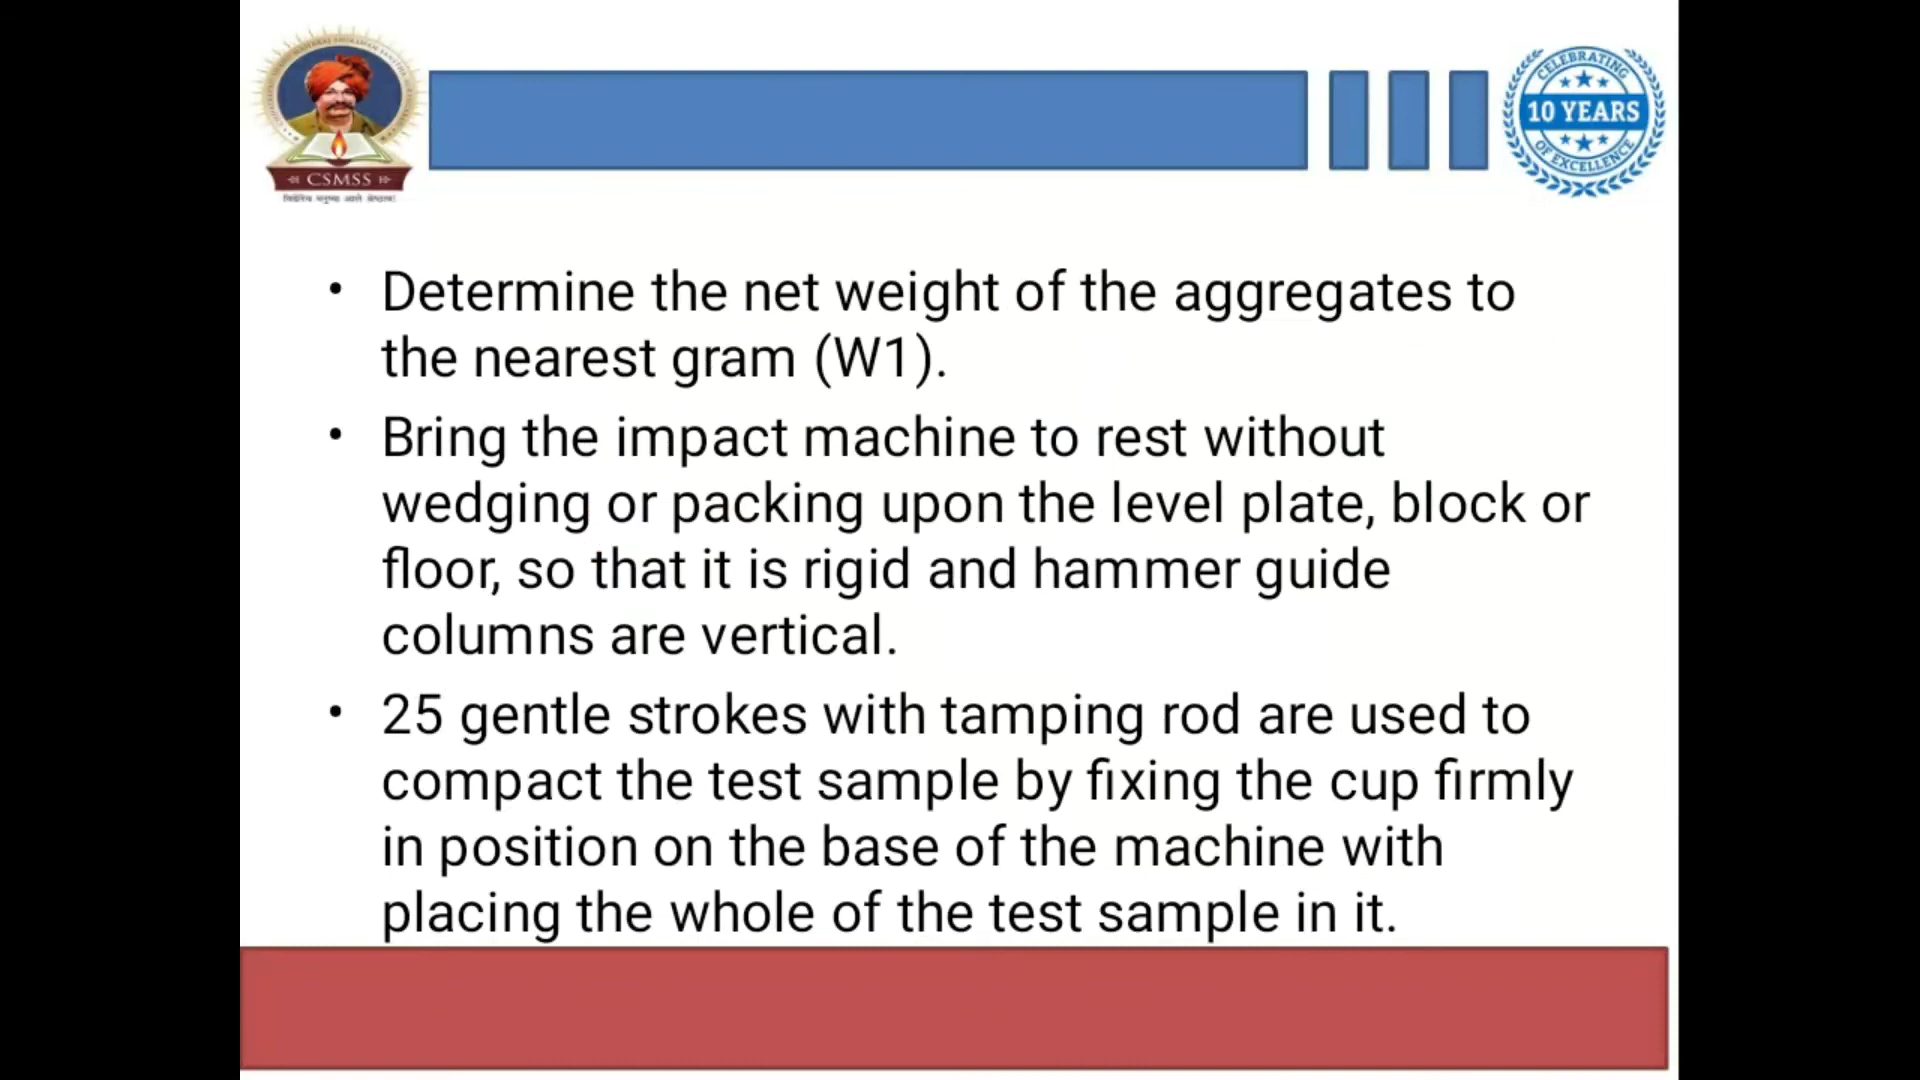 CSMSS
CELEBRATING
10 YEARS
OF EXCELLENCE
• Determine the net weight of the aggregates to
the nearest gram (W1).
• Bring the impact machine to rest without
wedging or packing upon the level plate, block or
floor, so that it is rigid and hammer guide
columns are vertical.
• 25 gentle strokes with tamping rod are used to
compact the test sample by fixing the cup firmly
in position on the base of the machine with
placing the whole of the test sample in it.